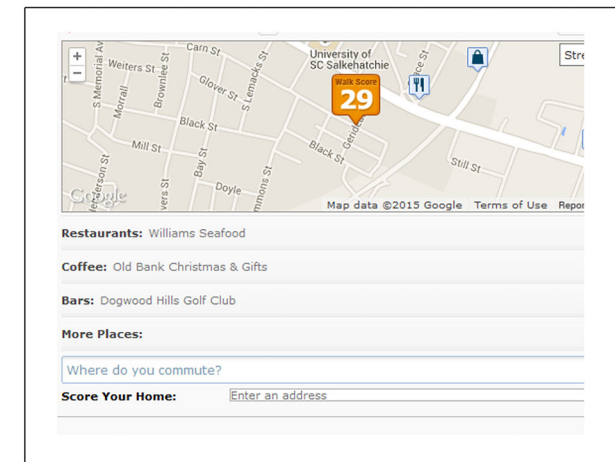 Carn St
University of
SC Salkehatchie
Stre
Weiters St
S Memorial Av
Brownlee St
Glover St
S Lemacks St
Walk Score
29
Morrall
Black St
Black St
Mill St
Bay St
Still St
Doyle
Google
Map data ©2015 Google Terms of Use Repor
Restaurants: Williams Seafood
Coffee: Old Bank Christmas & Gifts
Bars: Dogwood Hills Golf Club
More Places:
Where do you commute?
Score Your Home: Enter an address